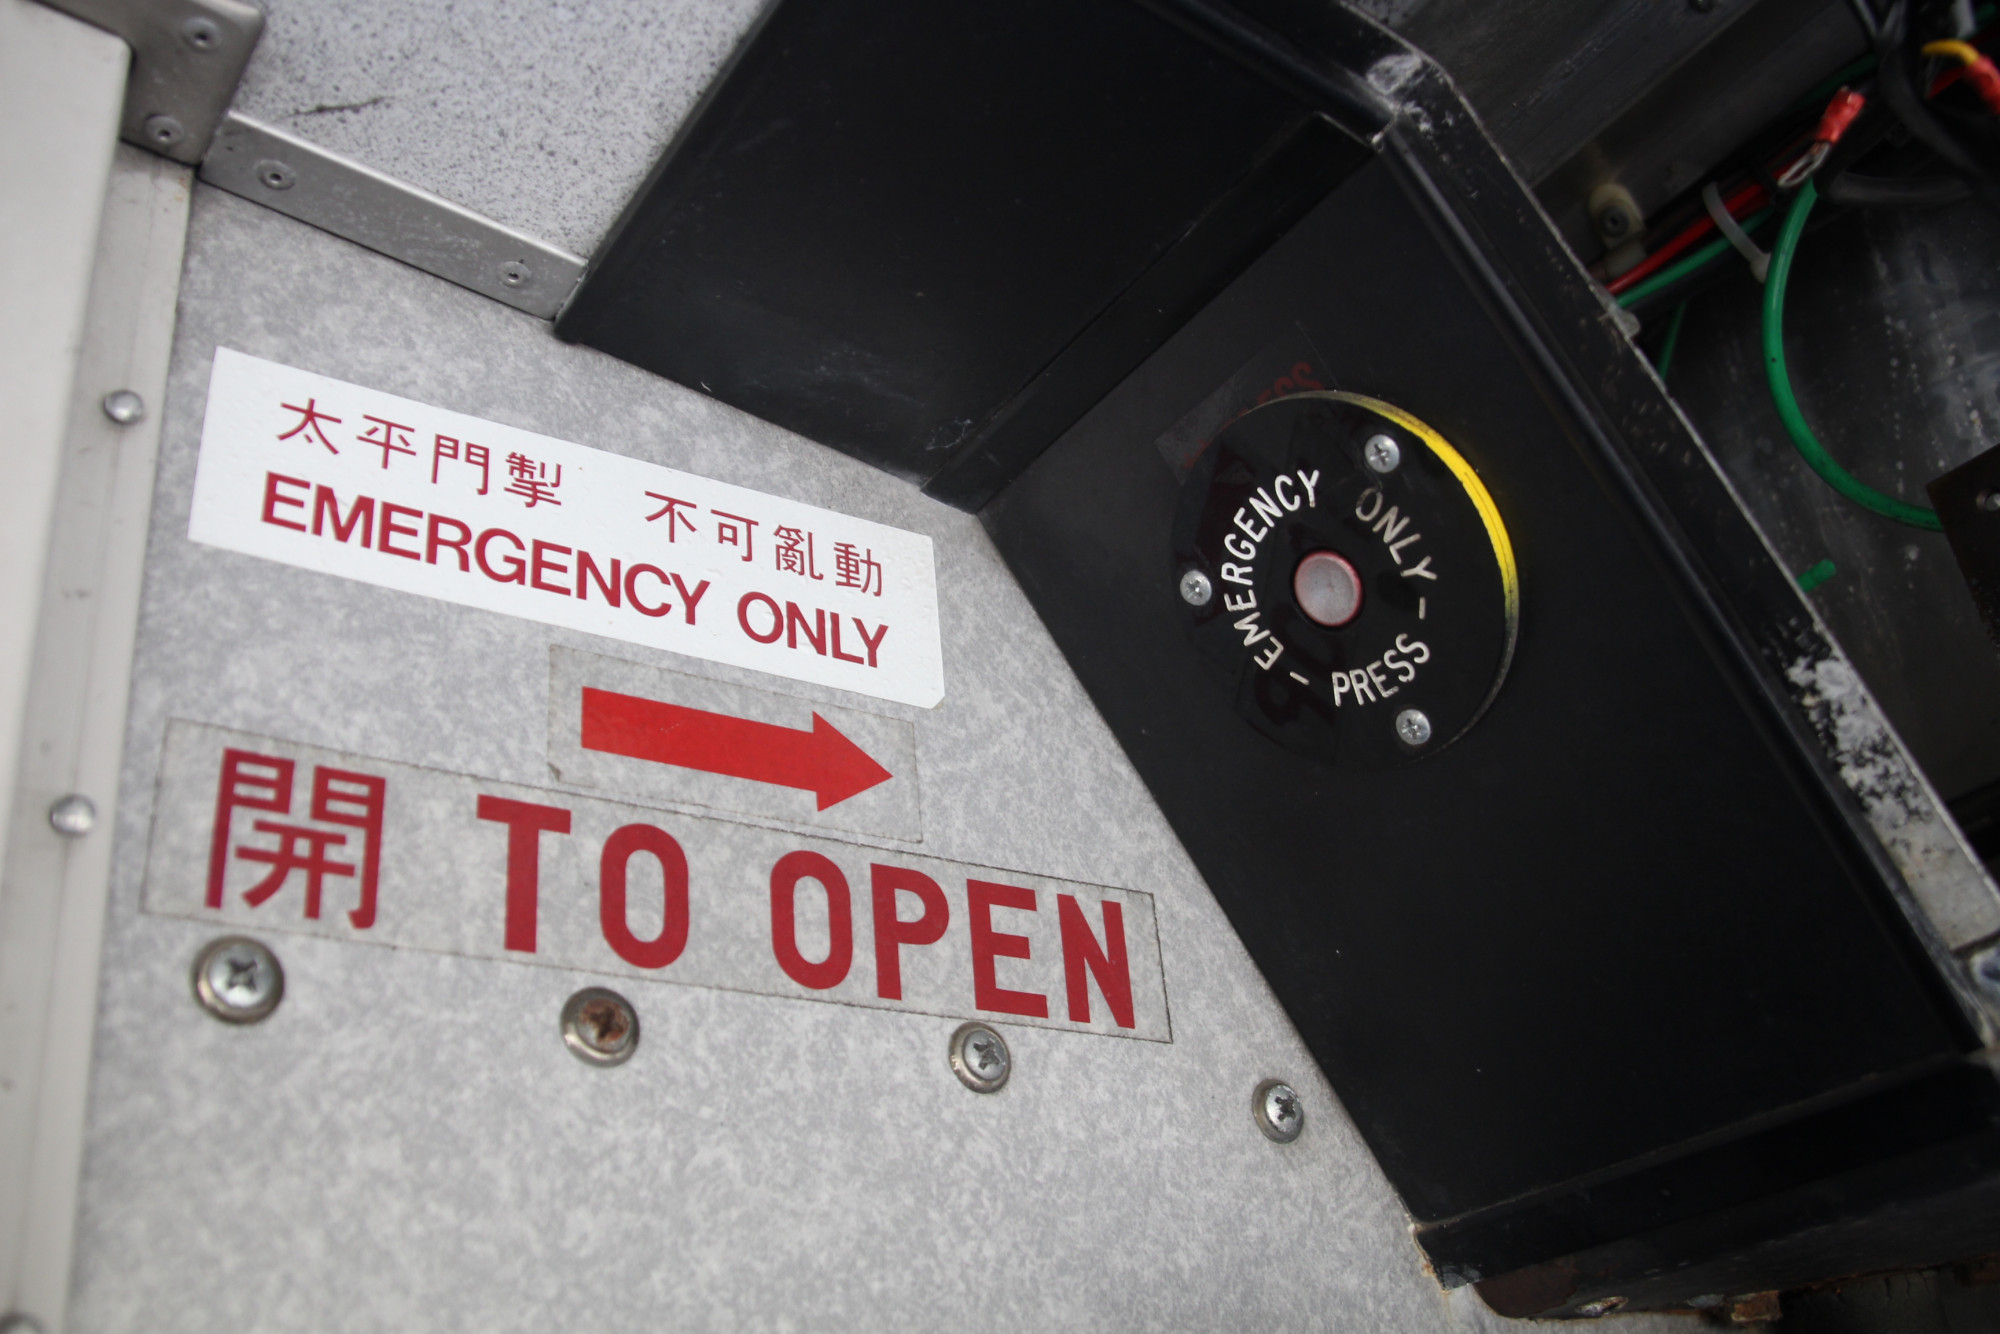 太平門掣 不可亂動
EMERGENCY ONLY
開 TO OPEN
EMERGENCY ONLY
- PRESS -